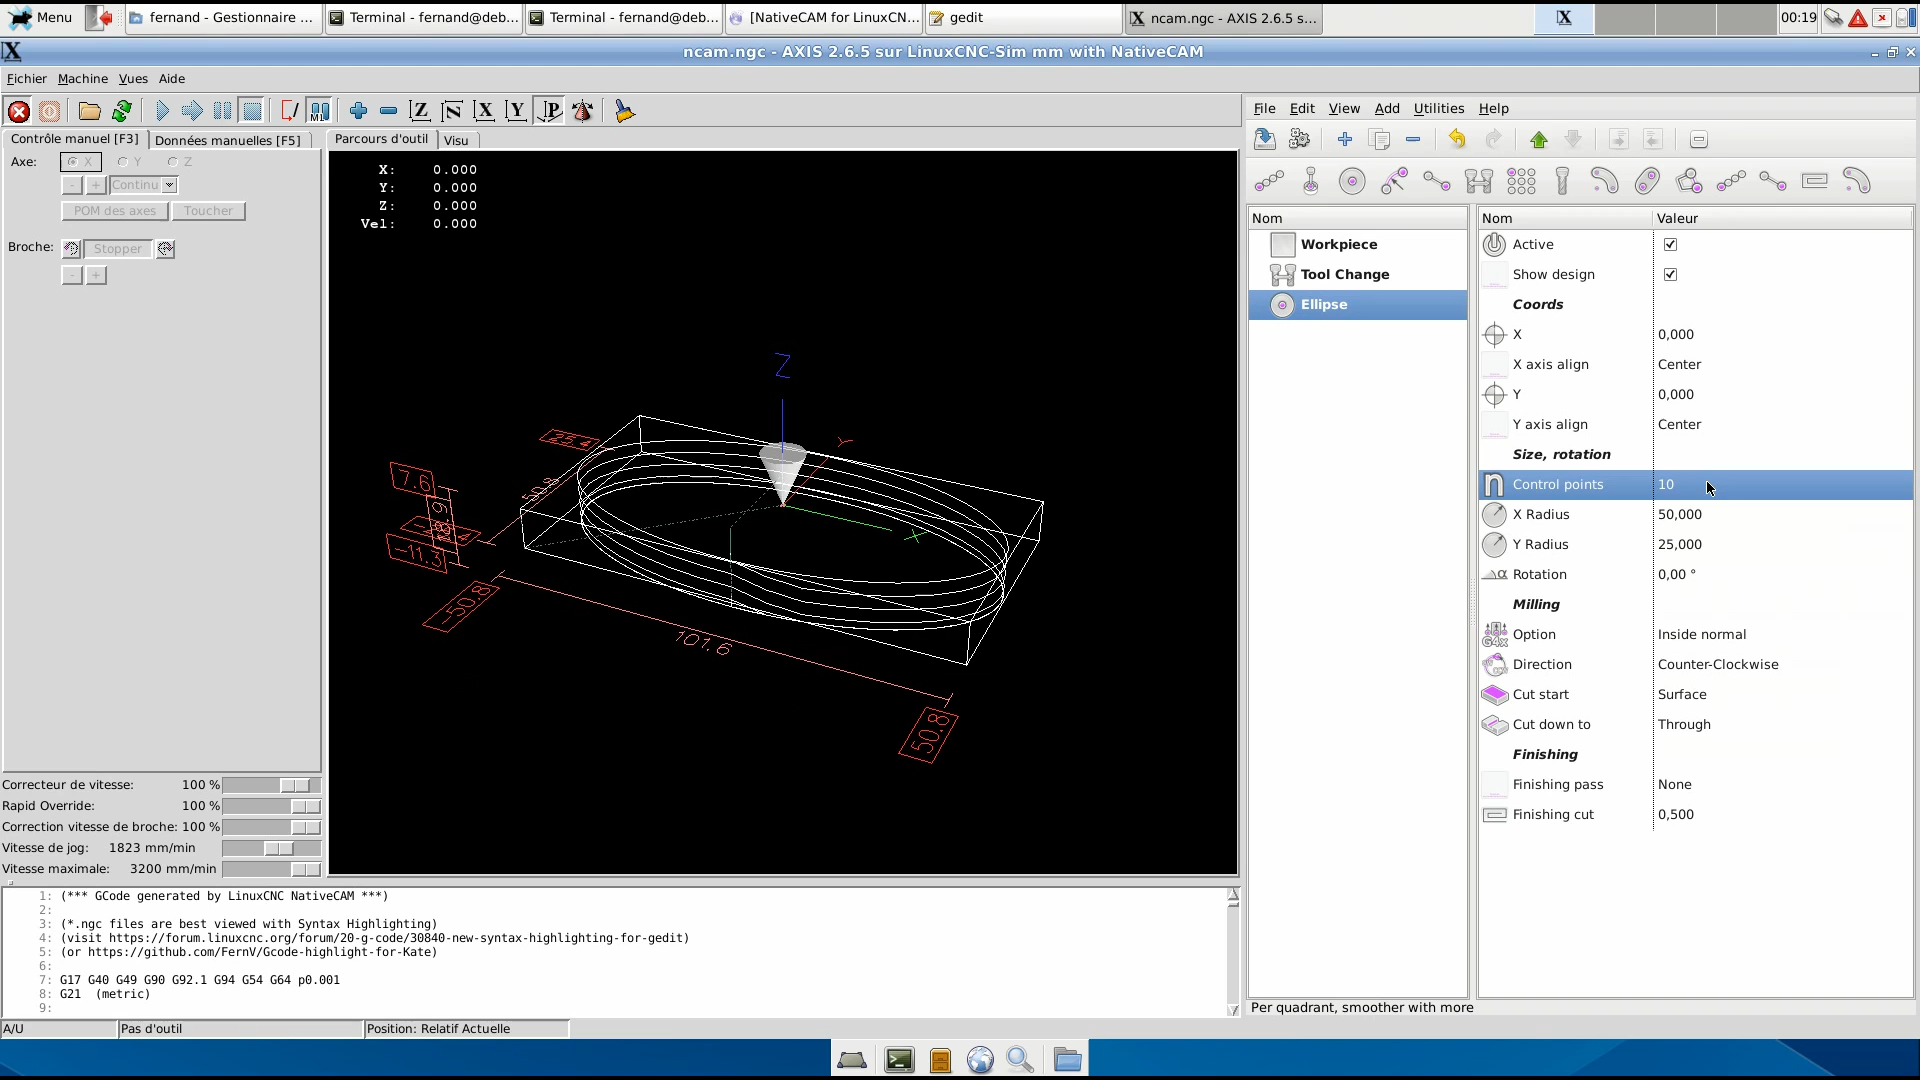 Menu
fernand - Gestionnaire ...
Terminal - fernand@deb...
Terminal - fernand@deb...
[NativeCAM for LinuxCN...
gedit
ncam.ngc - AXIS 2.6.5 s...
00:19
ncam.ngc - AXIS 2.6.5 sur LinuxCNC-Sim mm with NativeCAM
Fichier Machine Vues Aide
Contrôle manuel [F3]
Données manuelles [F5]
Axe: X Y Z
- + Continu
POM des axes Toucher
Broche: Stopper
- +
Parcours d'outil
Visu
X: 0.000
Y: 0.000
Z: 0.000
Vel: 0.000
Z
Y
X
25.4
7.6
-11.3
-50.8
101.6
50.8
Correcteur de vitesse: 100 %
Rapid Override: 100 %
Correction vitesse de broche: 100 %
Vitesse de jog: 1823 mm/min
Vitesse maximale: 3200 mm/min
1: (*** GCode generated by LinuxCNC NativeCAM ***)
2:
3: (*.ngc files are best viewed with Syntax Highlighting)
4: (visit https://forum.linuxcnc.org/forum/20-g-code/30840-new-syntax-highlighting-for-gedit)
5: (or https://github.com/FernV/Gcode-highlight-for-Kate)
6:
7: G17 G40 G49 G90 G92.1 G94 G54 G64 p0.001
8: G21 (metric)
9:
A/U
Pas d'outil
Position: Relatif Actuelle
File Edit View Add Utilities Help
Nom
Workpiece
Tool Change
Ellipse
Nom Valeur
Active
Show design
Coords
X 0,000
X axis align Center
Y 0,000
Y axis align Center
Size, rotation
Control points 10
X Radius 50,000
Y Radius 25,000
Rotation 0,00 °
Milling
Option Inside normal
Direction Counter-Clockwise
Cut start Surface
Cut down to Through
Finishing
Finishing pass None
Finishing cut 0,500
Per quadrant, smoother with more